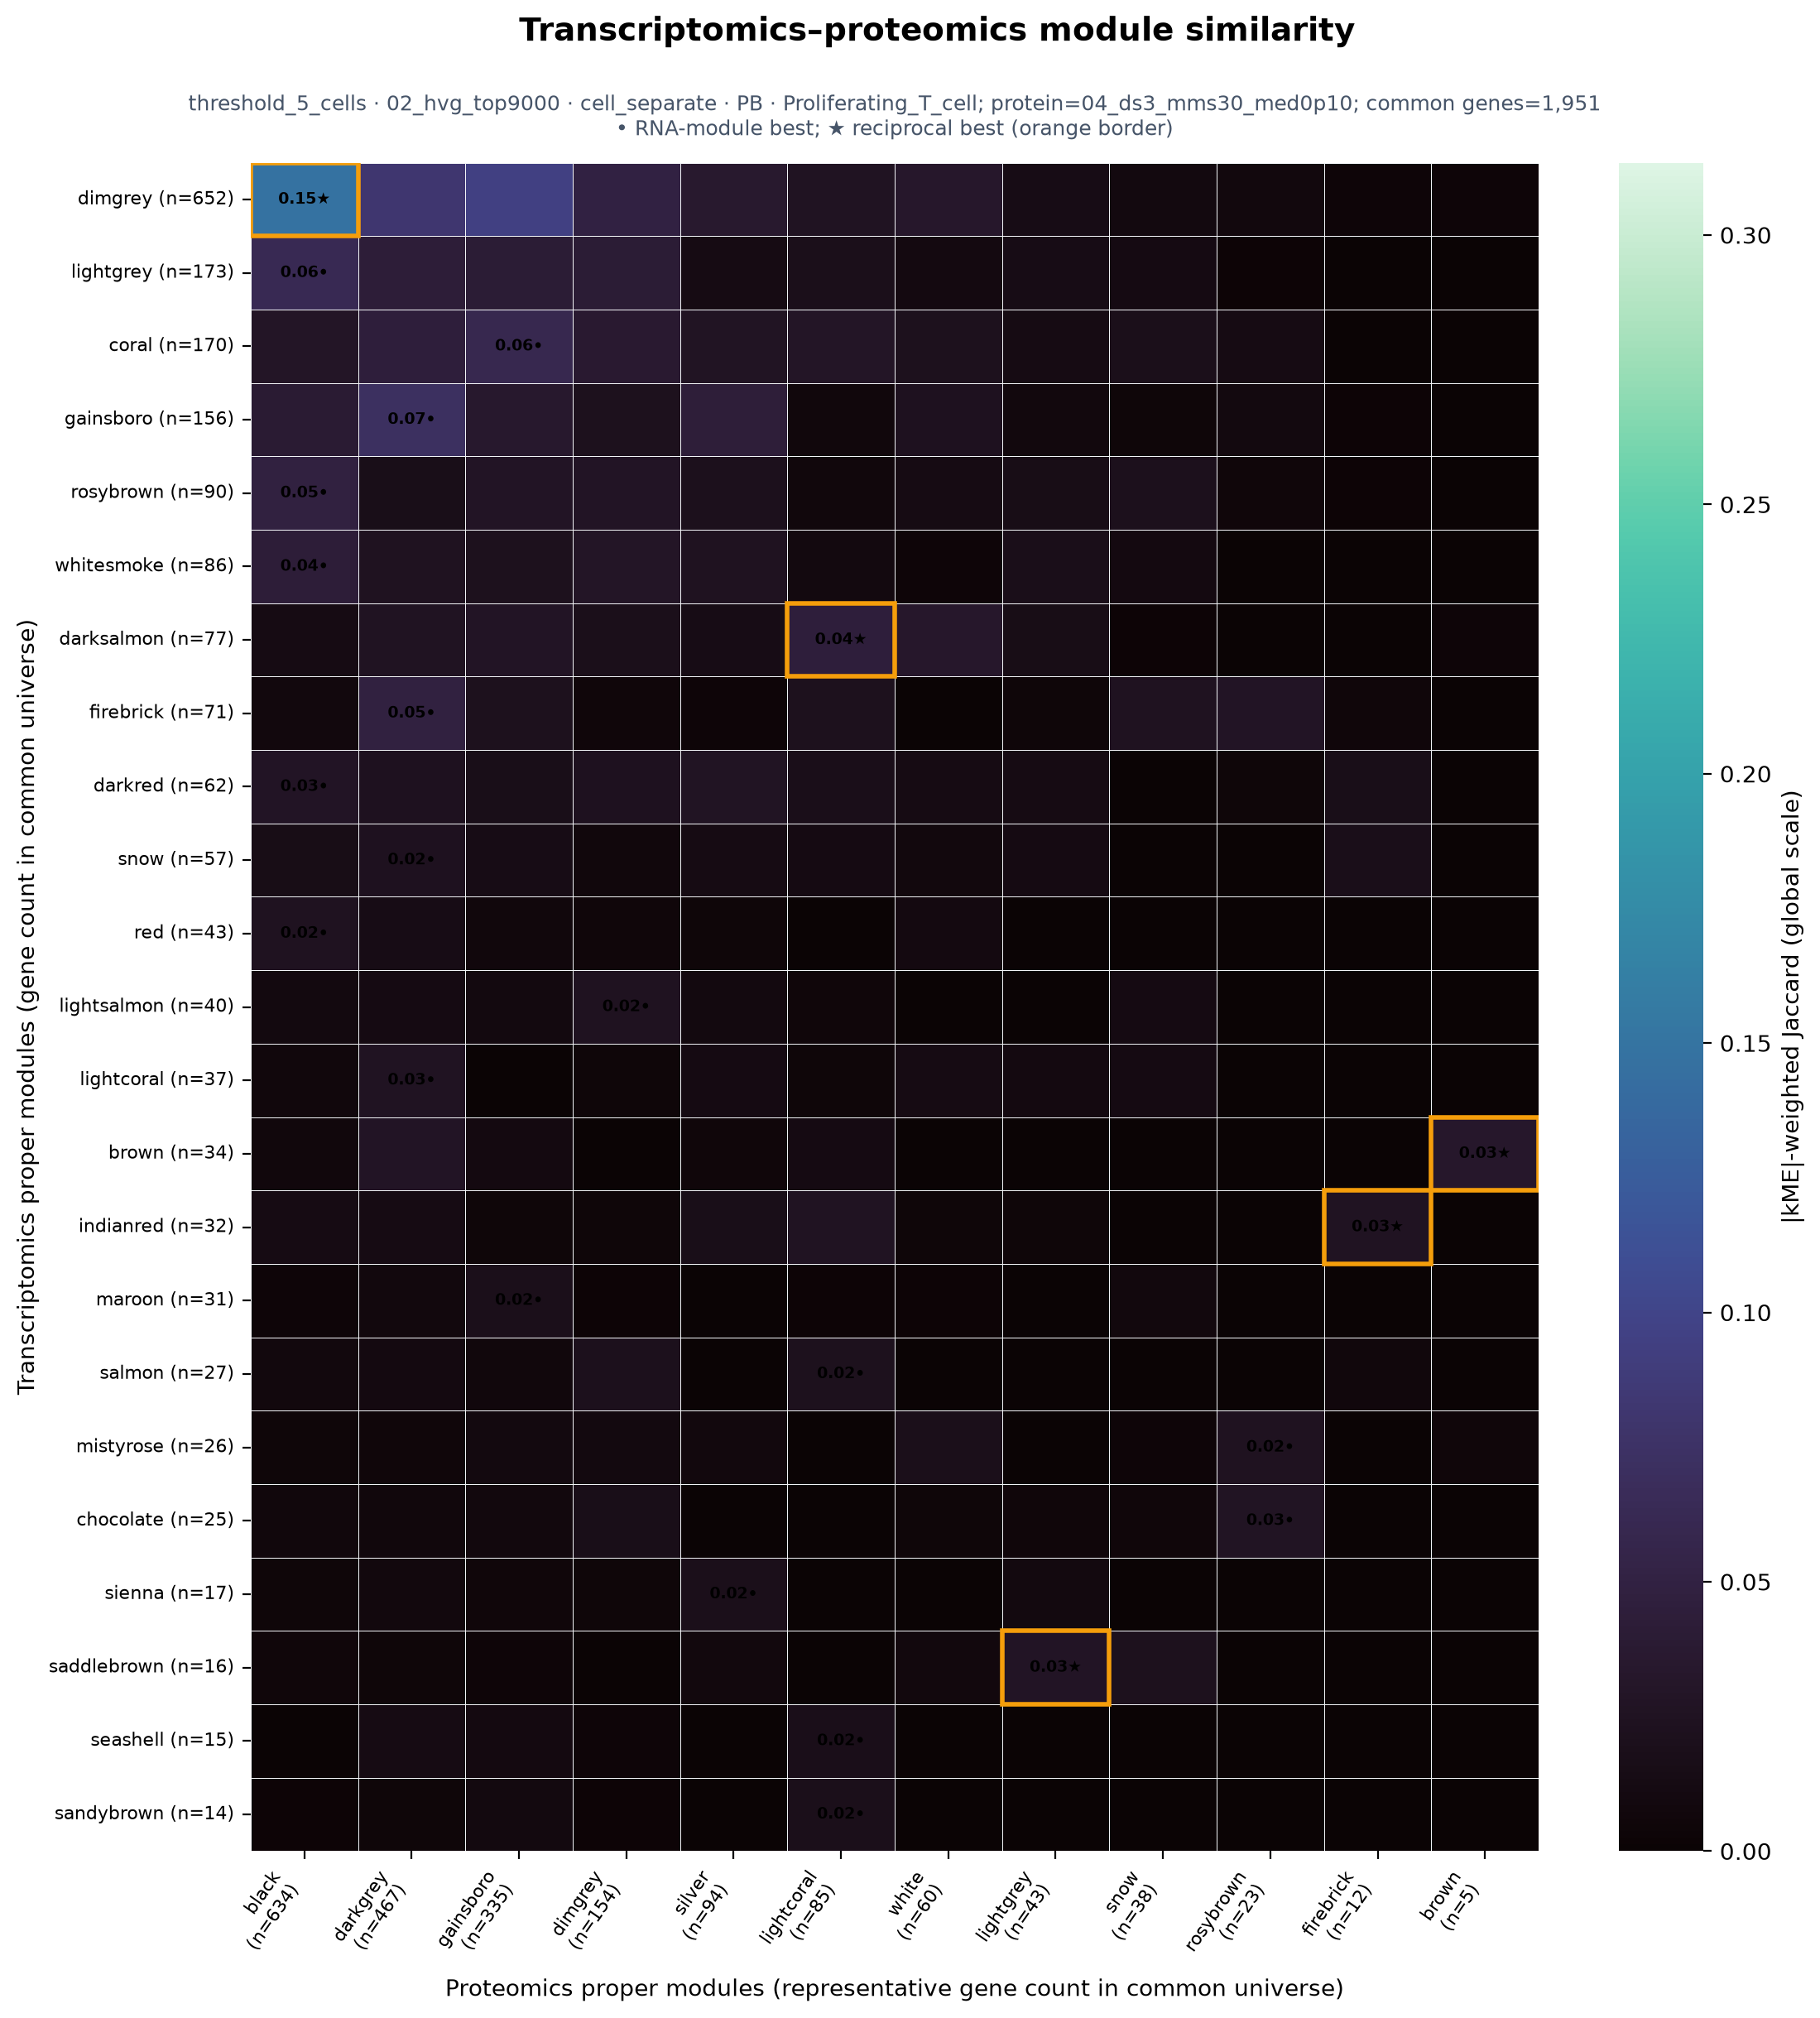 Transcriptomics–proteomics module similarity
threshold_5_cells · 02_hvg_top9000 · cell_separate · PB · Proliferating_T_cell; protein=04_ds3_mms30_med0p10; common genes=1,951
• RNA-module best; ★ reciprocal best (orange border)
Transcriptomics proper modules (gene count in common universe)
dimgrey (n=652)
0.15★
lightgrey (n=173)
0.06•
coral (n=170)
0.06•
gainsboro (n=156)
0.07•
rosybrown (n=90)
0.05•
whitesmoke (n=86)
0.04•
darksalmon (n=77)
0.04★
firebrick (n=71)
0.05•
darkred (n=62)
0.03•
snow (n=57)
0.02•
red (n=43)
0.02•
lightsalmon (n=40)
0.02•
lightcoral (n=37)
0.03•
brown (n=34)
0.03★
indianred (n=32)
0.03★
maroon (n=31)
0.02•
salmon (n=27)
0.02•
mistyrose (n=26)
0.02•
chocolate (n=25)
0.03•
sienna (n=17)
0.02•
saddlebrown (n=16)
0.03★
seashell (n=15)
0.02•
sandybrown (n=14)
0.02•
black
(n=634)
darkgrey
(n=467)
gainsboro
(n=335)
dimgrey
(n=154)
silver
(n=94)
lightcoral
(n=85)
white
(n=60)
lightgrey
(n=43)
snow
(n=38)
rosybrown
(n=23)
firebrick
(n=12)
brown
(n=5)
Proteomics proper modules (representative gene count in common universe)
0.30
0.25
0.20
0.15
0.10
0.05
0.00
|kME|-weighted Jaccard (global scale)